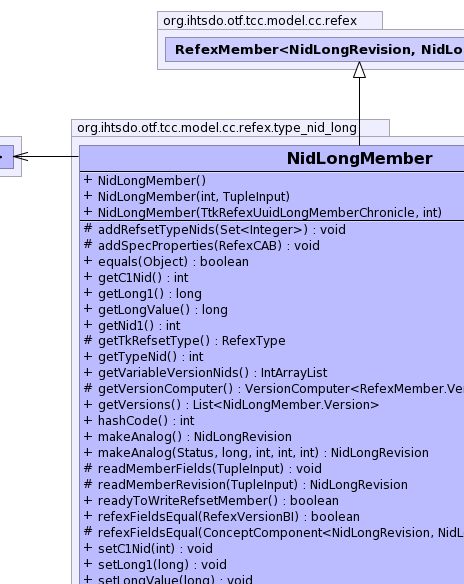 org.ihtsdo.otf.tcc.model.cc.refex
RefexMember<NidLongRevision, NidLo
org.ihtsdo.otf.tcc.model.cc.refex.type_nid_long
NidLongMember
+ NidLongMember()
+ NidLongMember(int, TupleInput)
+ NidLongMember(TtkRefexUuidLongMemberChronicle, int)
# addRefsetTypeNids(Set<Integer>) : void
# addSpecProperties(RefexCAB) : void
+ equals(Object) : boolean
+ getC1Nid() : int
+ getLong1() : long
+ getLongValue() : long
+ getNid1() : int
# getTkRefsetType() : RefexType
+ getTypeNid() : int
+ getVariableVersionNids() : IntArrayList
# getVersionComputer() : VersionComputer<RefexMember.Ve
+ getVersions() : List<NidLongMember.Version>
+ hashCode() : int
+ makeAnalog() : NidLongRevision
+ makeAnalog(Status, long, int, int, int) : NidLongRevision
# readMemberFields(TupleInput) : void
# readMemberRevision(TupleInput) : NidLongRevision
+ readyToWriteRefsetMember() : boolean
+ refexFieldsEqual(RefexVersionBI) : boolean
# refexFieldsEqual(ConceptComponent<NidLongRevision, NidL
+ setC1Nid(int) : void
+ setLong1(long) : void
+ setLongValue(long) : void